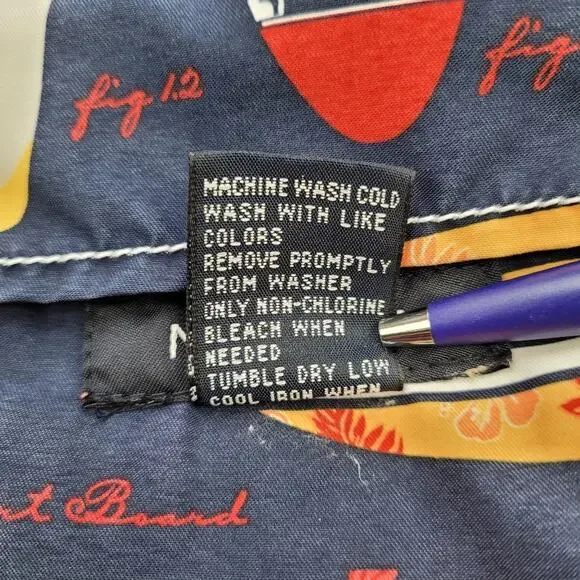 fig 1.2
fig
MACHINE WASH COLD
WASH WITH LIKE
COLORS
REMOVE PROMPTLY
FROM WASHER
ONLY NON-CHLORINE
BLEACH WHEN
NEEDED
TUMBLE DRY LOW
COOL IRON WHEN
N
Board